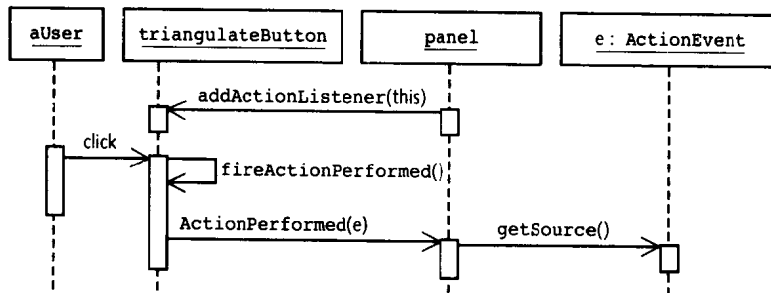 aUser
triangulateButton
panel
e : ActionEvent
addActionListener(this)
click
fireActionPerformed()
ActionPerformed(e)
getSource()